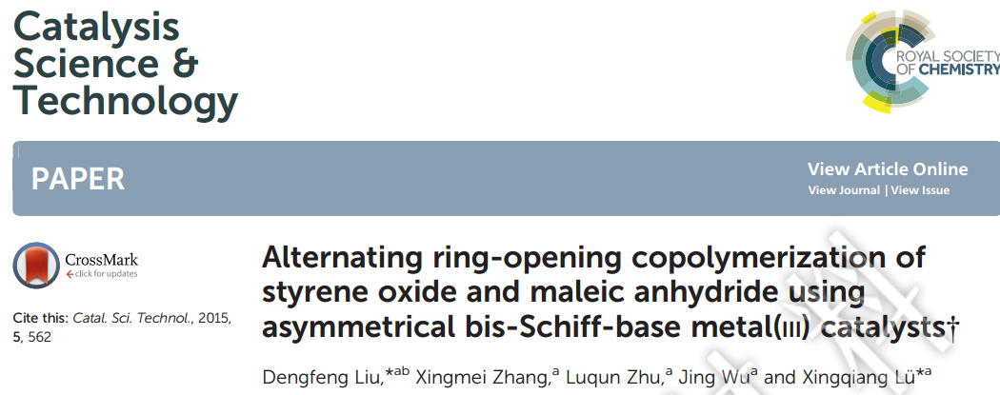 Catalysis
Science &
Technology
ROYAL SOCIETY
OF CHEMISTRY
PAPER
View Article Online
View Journal | View Issue
CrossMark
click for updates
Cite this: Catal. Sci. Technol., 2015,
5, 562
Alternating ring-opening copolymerization of
styrene oxide and maleic anhydride using
asymmetrical bis-Schiff-base metal(III) catalysts†
Dengfeng Liu,*ab Xingmei Zhang,a Luqun Zhu,a Jing Wua and Xingqiang Lü*a
料